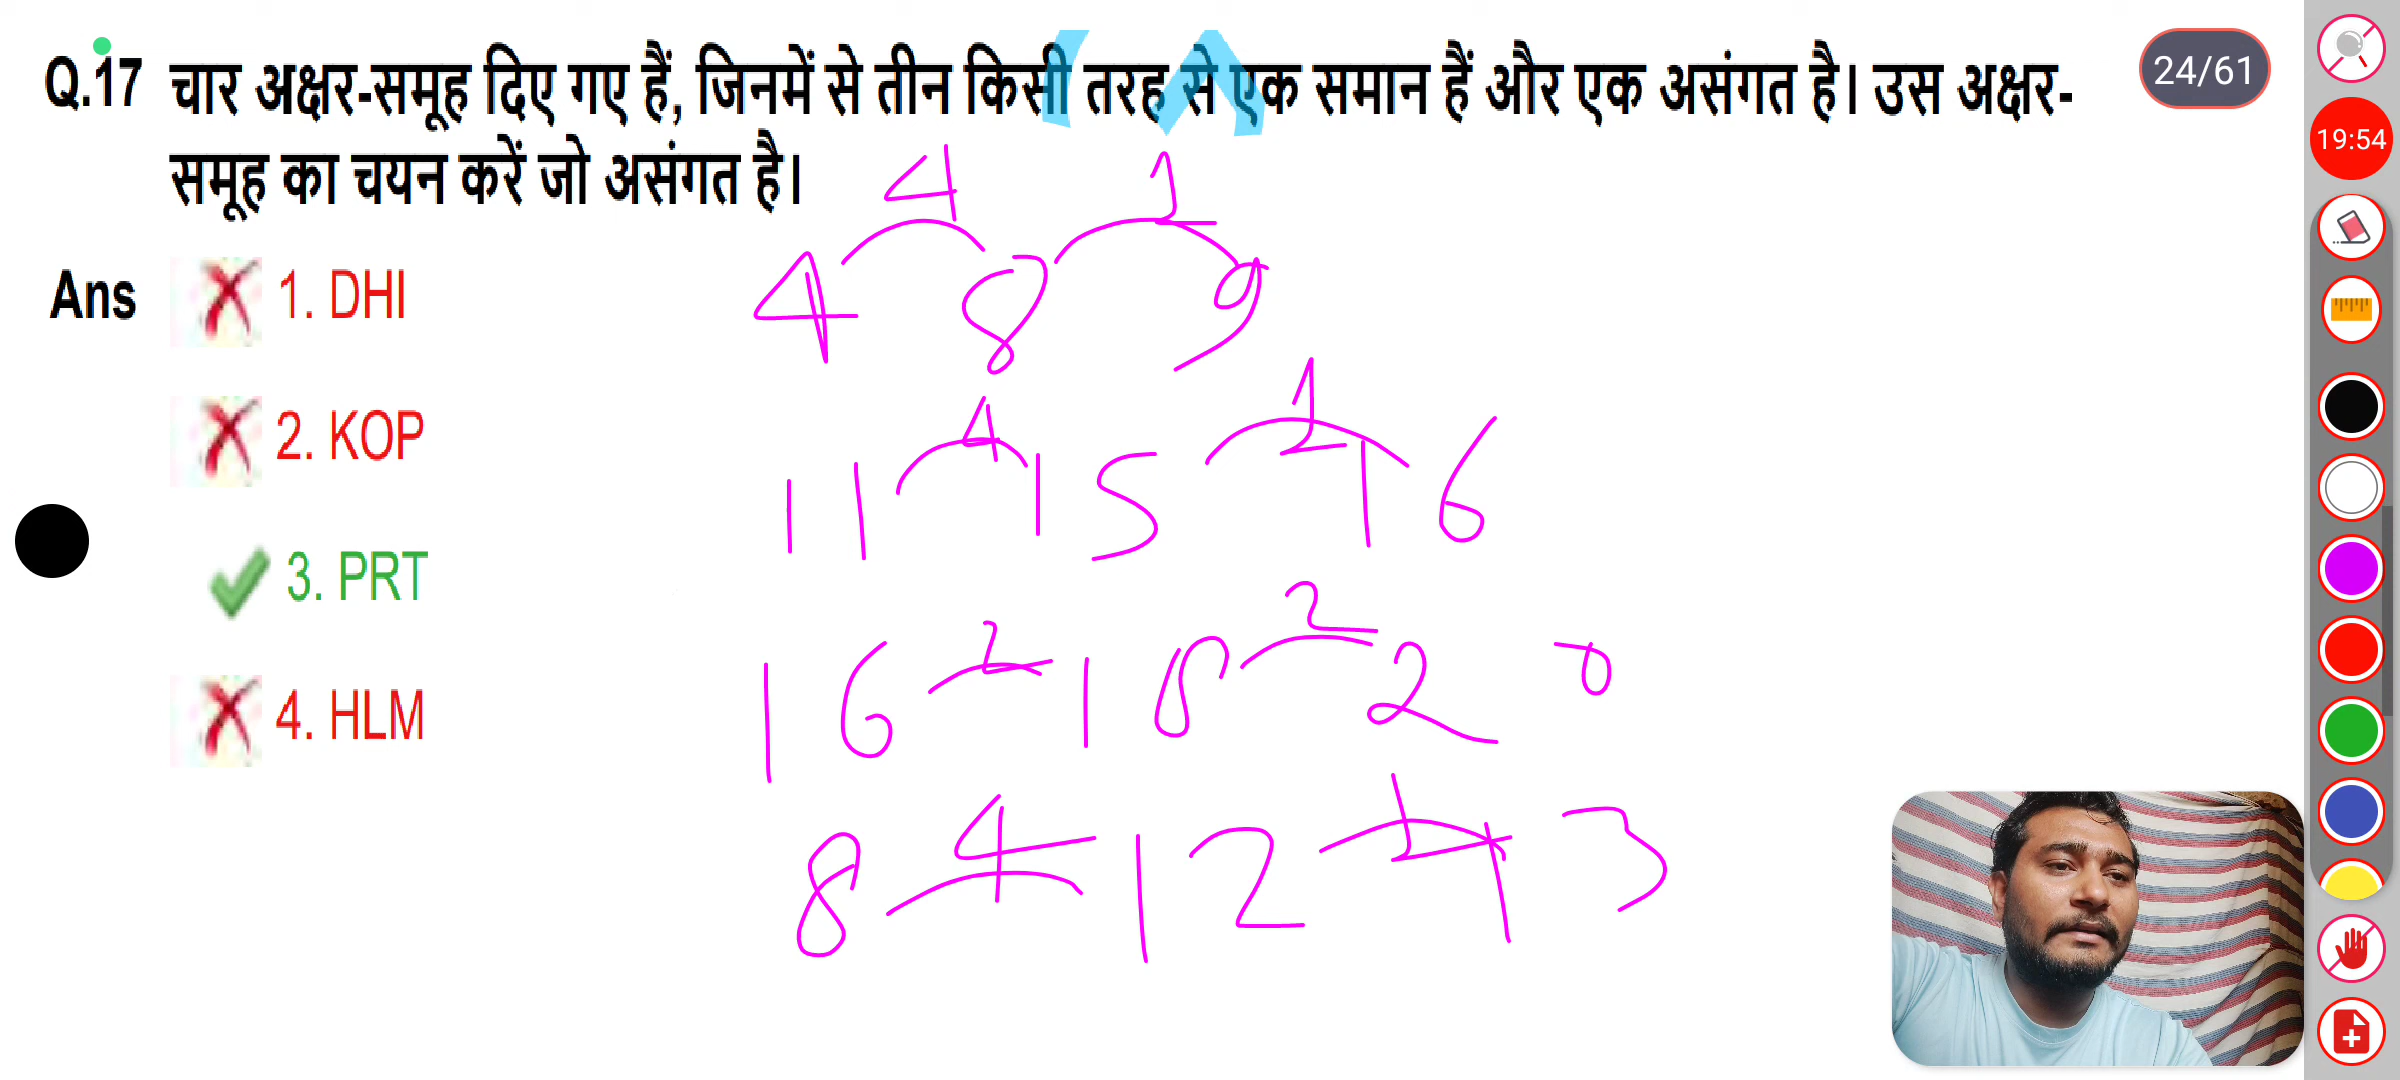 Q.17 चार अक्षर-समूह दिए गए हैं, जिनमें से तीन किसी तरह से एक समान हैं और एक असंगत है। उस अक्षर-
समूह का चयन करें जो असंगत है।
24/61
19:54
4 1
Ans 1. DHI
4 8 9
4 1
2. KOP
11 15 16
2 2
3. PRT
16 18 20
4 1
4. HLM
8 12 13